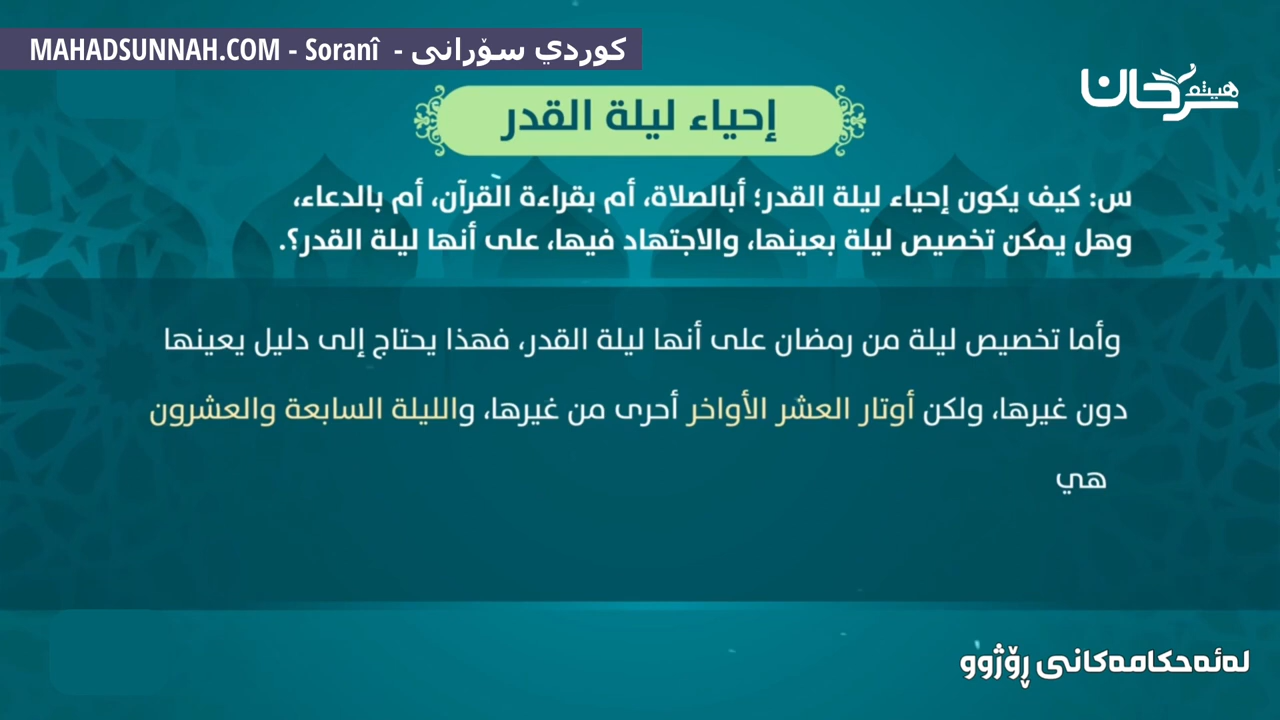 MAHADSUNNAH.COM - Soranî - كوردي سۆرانی
هيثم
سرحان
إحياء ليلة القدر
س: كيف يكون إحياء ليلة القدر؛ أبالصلاة، أم بقراءة القرآن، أم بالدعاء،
وهل يمكن تخصيص ليلة بعينها، والاجتهاد فيها، على أنها ليلة القدر؟.
وأما تخصيص ليلة من رمضان على أنها ليلة القدر، فهذا يحتاج إلى دليل يعينها
دون غيرها، ولكن أوتار العشر الأواخر أحرى من غيرها، والليلة السابعة والعشرون
هي
لەئەحکامەکانی ڕۆژوو